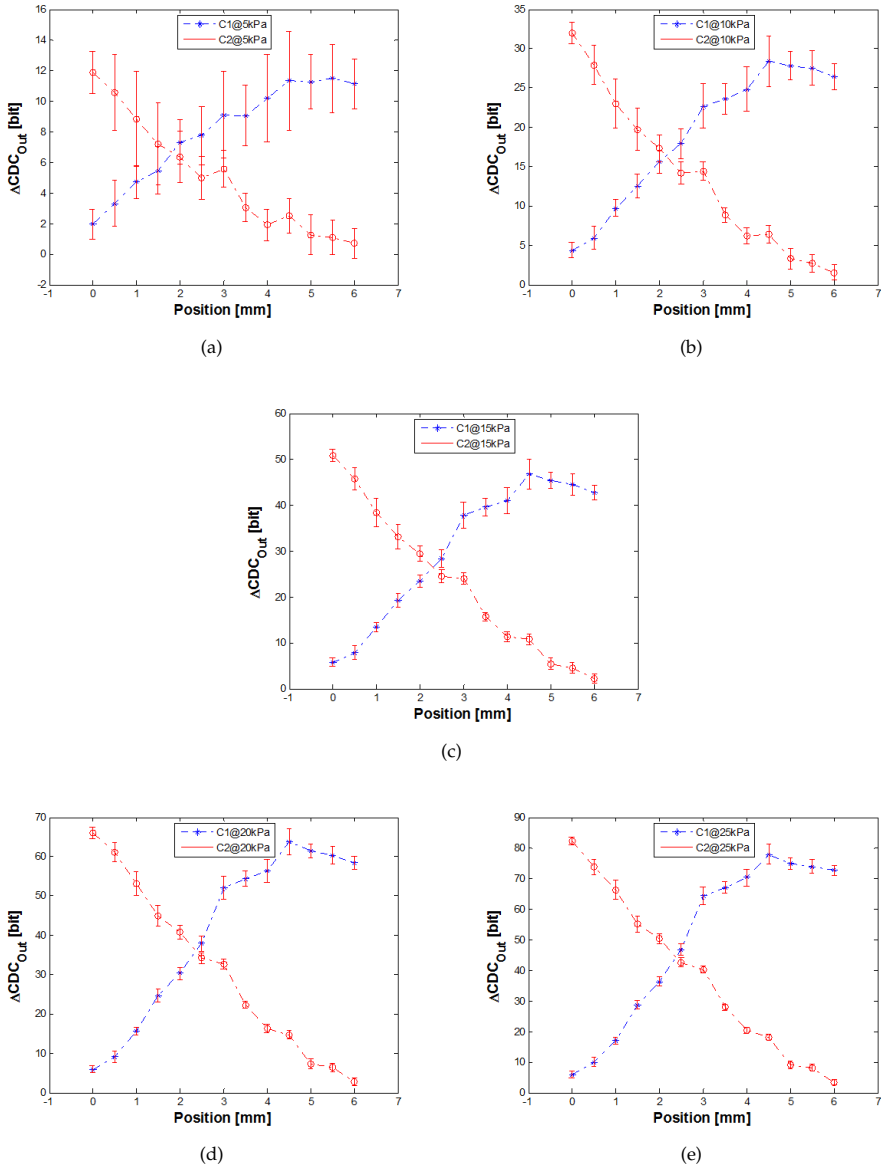 16
14
12
10
8
6
4
2
0
-2
ΔCDC_Out [bit]
C1@5kPa
C2@5kPa
-1 0 1 2 3 4 5 6 7
Position [mm]
(a)
35
30
25
20
15
10
5
0
ΔCDC_Out [bit]
C1@10kPa
C2@10kPa
-1 0 1 2 3 4 5 6 7
Position [mm]
(b)
60
50
40
30
20
10
0
ΔCDC_Out [bit]
C1@15kPa
C2@15kPa
-1 0 1 2 3 4 5 6 7
Position [mm]
(c)
70
60
50
40
30
20
10
0
ΔCDC_Out [bit]
C1@20kPa
C2@20kPa
-1 0 1 2 3 4 5 6 7
Position [mm]
(d)
90
80
70
60
50
40
30
20
10
0
ΔCDC_Out [bit]
C1@25kPa
C2@25kPa
-1 0 1 2 3 4 5 6 7
Position [mm]
(e)